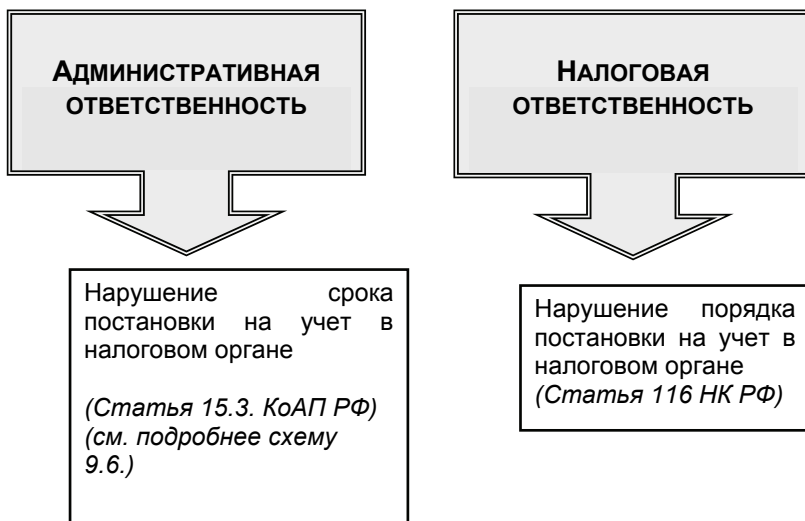 АДМИНИСТРАТИВНАЯ
ОТВЕТСТВЕННОСТЬ
Нарушение срока
постановки на учет в
налоговом органе
(Статья 15.3. КоАП РФ)
(см. подробнее схему
9.6.)
НАЛОГОВАЯ
ОТВЕТСТВЕННОСТЬ
Нарушение порядка
постановки на учет в
налоговом органе
(Статья 116 НК РФ)